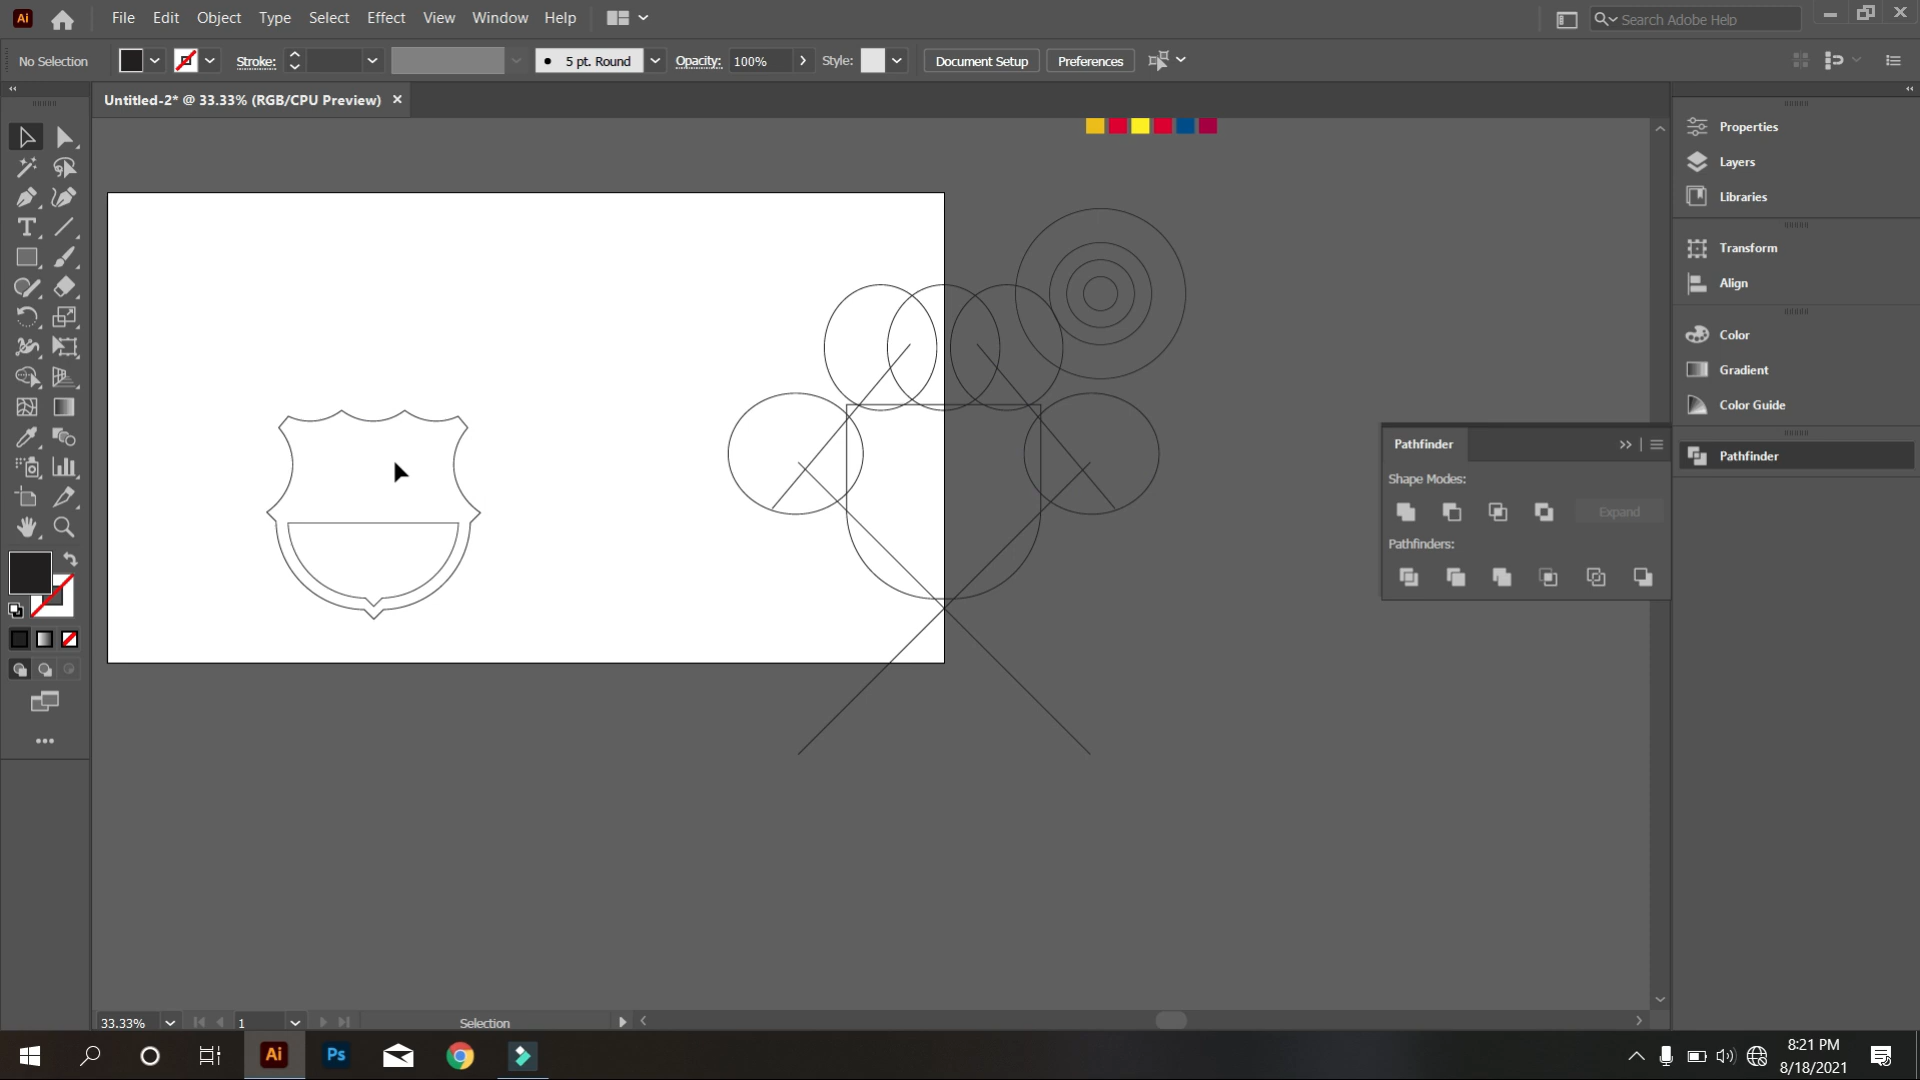 Ai File Edit Object Type Select Effect View Window Help Search Adobe Help
No Selection Stroke: 5 pt. Round Opacity: 100% Style: Document Setup Preferences
Untitled-2* @ 33.33% (RGB/CPU Preview)
Properties
Layers
Libraries
Transform
Align
Color
Gradient
Color Guide
Pathfinder
Pathfinder
Shape Modes:
Expand
Pathfinders:
33.33% 1 Selection
Ai Ps 8:21 PM
8/18/2021